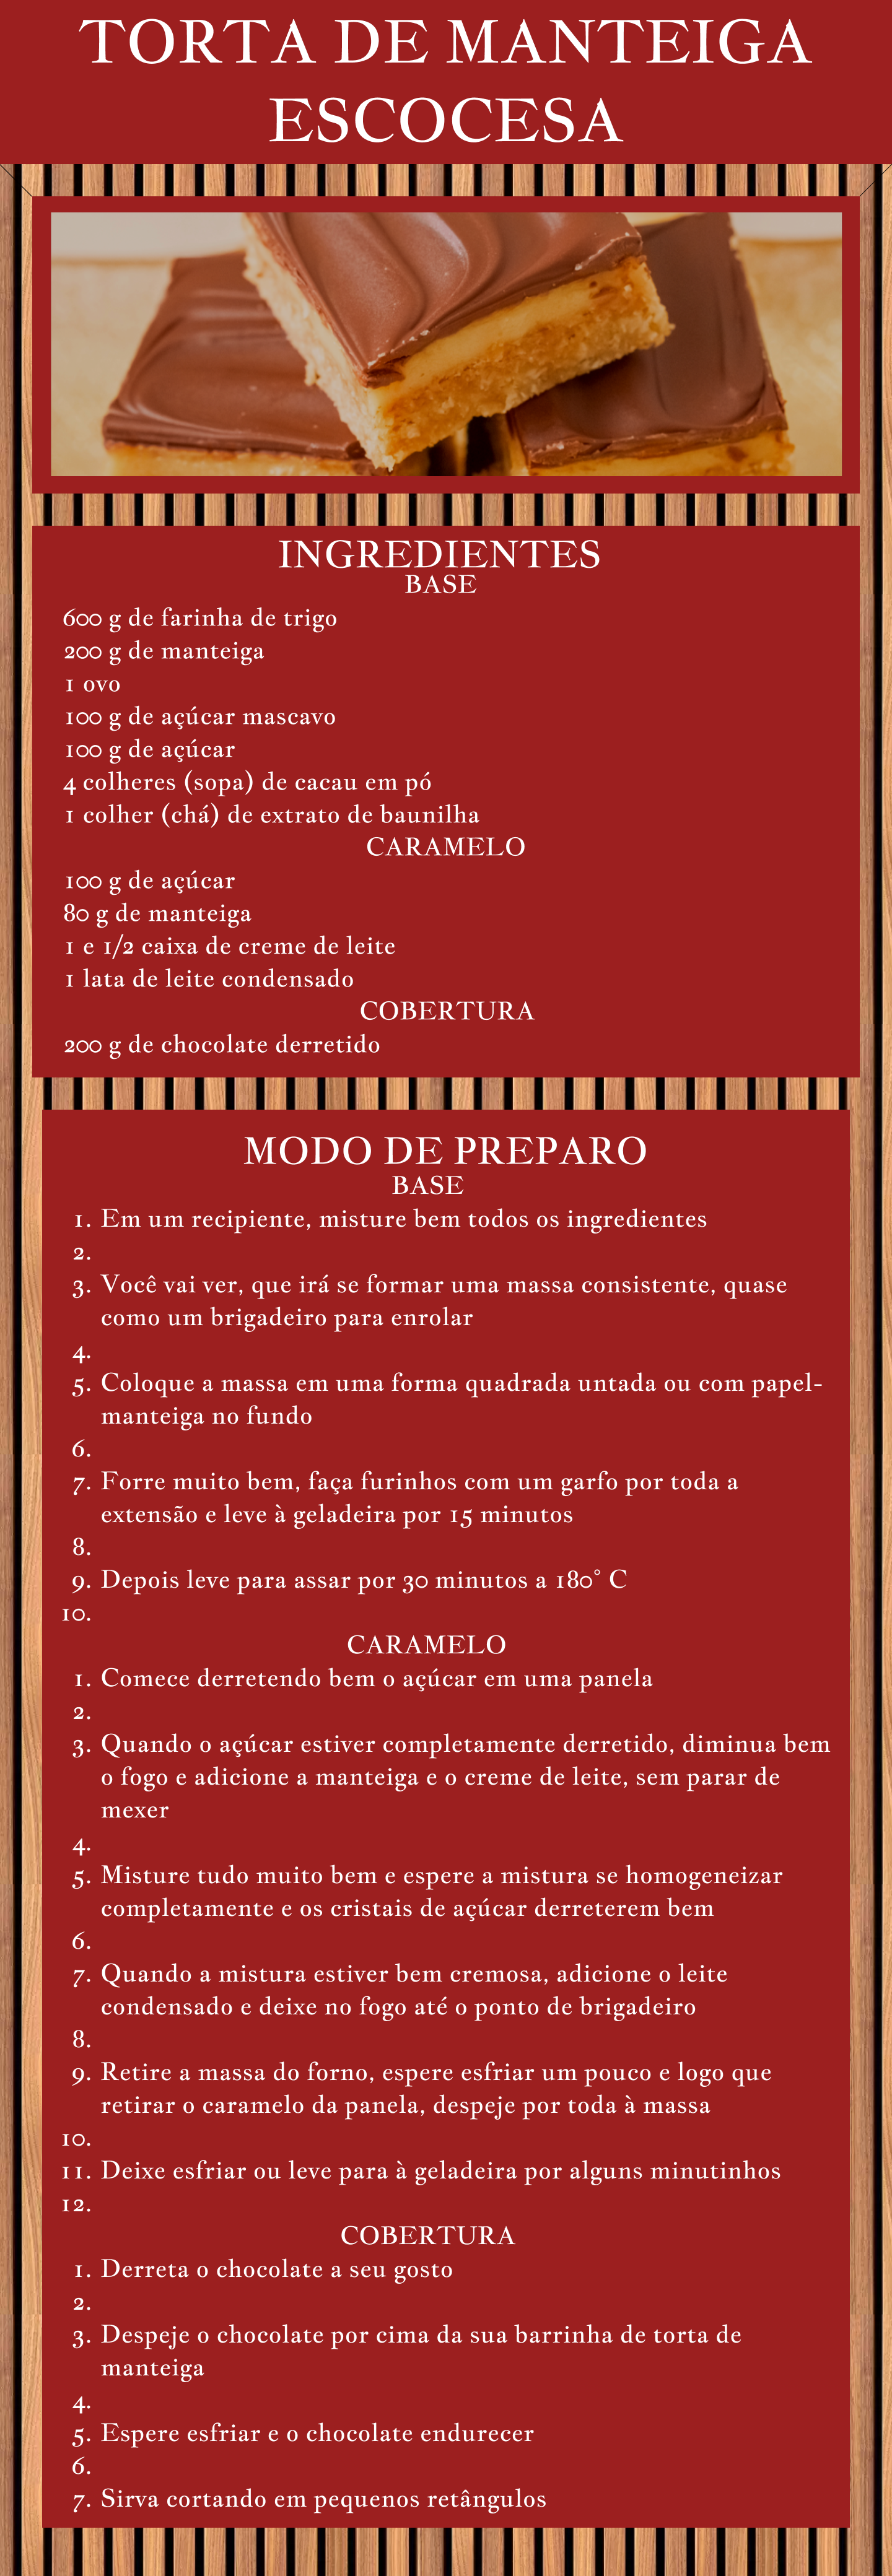 TORTA DE MANTEIGA
ESCOCESA
INGREDIENTES
BASE
600 g de farinha de trigo
200 g de manteiga
1 ovo
100 g de açúcar mascavo
100 g de açúcar
4 colheres (sopa) de cacau em pó
1 colher (chá) de extrato de baunilha
CARAMELO
100 g de açúcar
80 g de manteiga
1 e 1/2 caixa de creme de leite
1 lata de leite condensado
COBERTURA
200 g de chocolate derretido
MODO DE PREPARO
BASE
1. Em um recipiente, misture bem todos os ingredientes
2.
3. Você vai ver, que irá se formar uma massa consistente, quase
como um brigadeiro para enrolar
4.
5. Coloque a massa em uma forma quadrada untada ou com papel-
manteiga no fundo
6.
7. Forre muito bem, faça furinhos com um garfo por toda a
extensão e leve à geladeira por 15 minutos
8.
9. Depois leve para assar por 30 minutos a 180° C
10.
CARAMELO
1. Comece derretendo bem o açúcar em uma panela
2.
3. Quando o açúcar estiver completamente derretido, diminua bem
o fogo e adicione a manteiga e o creme de leite, sem parar de
mexer
4.
5. Misture tudo muito bem e espere a mistura se homogeneizar
completamente e os cristais de açúcar derreterem bem
6.
7. Quando a mistura estiver bem cremosa, adicione o leite
condensado e deixe no fogo até o ponto de brigadeiro
8.
9. Retire a massa do forno, espere esfriar um pouco e logo que
retirar o caramelo da panela, despeje por toda à massa
10.
11. Deixe esfriar ou leve para à geladeira por alguns minutinhos
12.
COBERTURA
1. Derreta o chocolate a seu gosto
2.
3. Despeje o chocolate por cima da sua barrinha de torta de
manteiga
4.
5. Espere esfriar e o chocolate endurecer
6.
7. Sirva cortando em pequenos retângulos